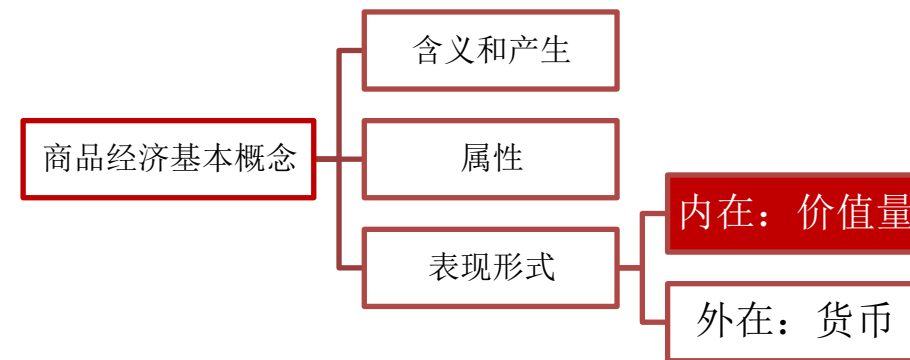 含义和产生
商品经济基本概念
属性
内在：价值量
表现形式
外在：货币